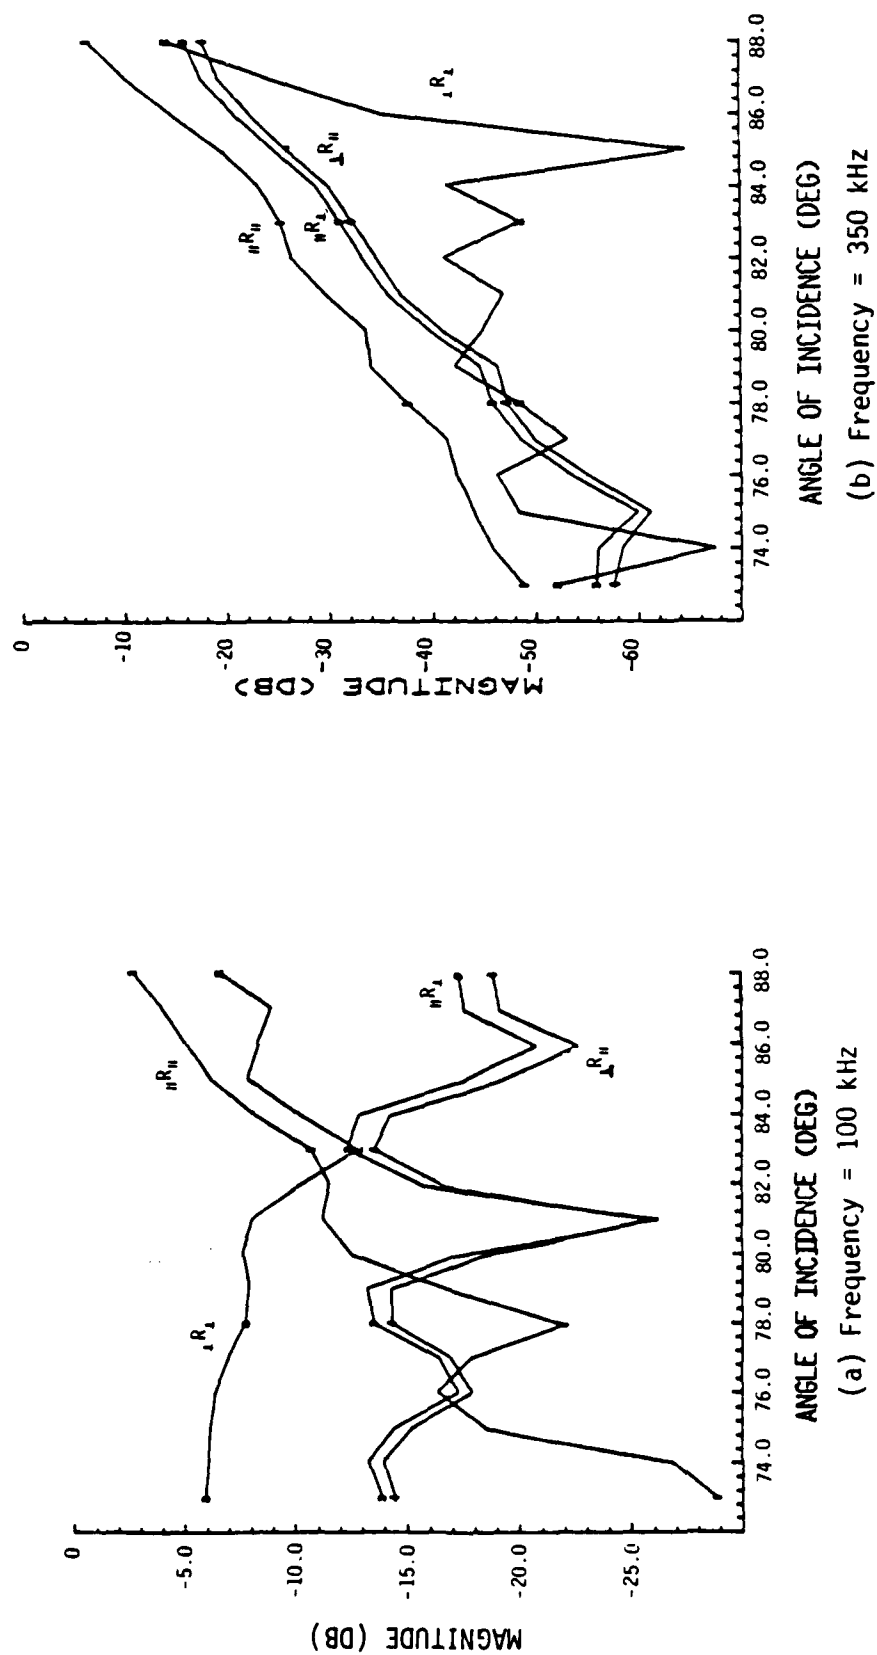 MAGNITUDE (DB)
0
-5.0
-10.0
-15.0
-20.0
-25.0
⊥R⊥
∥R∥
∥R⊥
⊥R∥
74.0 76.0 78.0 80.0 82.0 84.0 86.0 88.0
ANGLE OF INCIDENCE (DEG)
(a) Frequency = 100 kHz
MAGNITUDE (DB)
0
-10
-20
-30
-40
-50
-60
∥R∥
∥R⊥
⊥R∥
⊥R⊥
74.0 76.0 78.0 80.0 82.0 84.0 86.0 88.0
ANGLE OF INCIDENCE (DEG)
(b) Frequency = 350 kHz